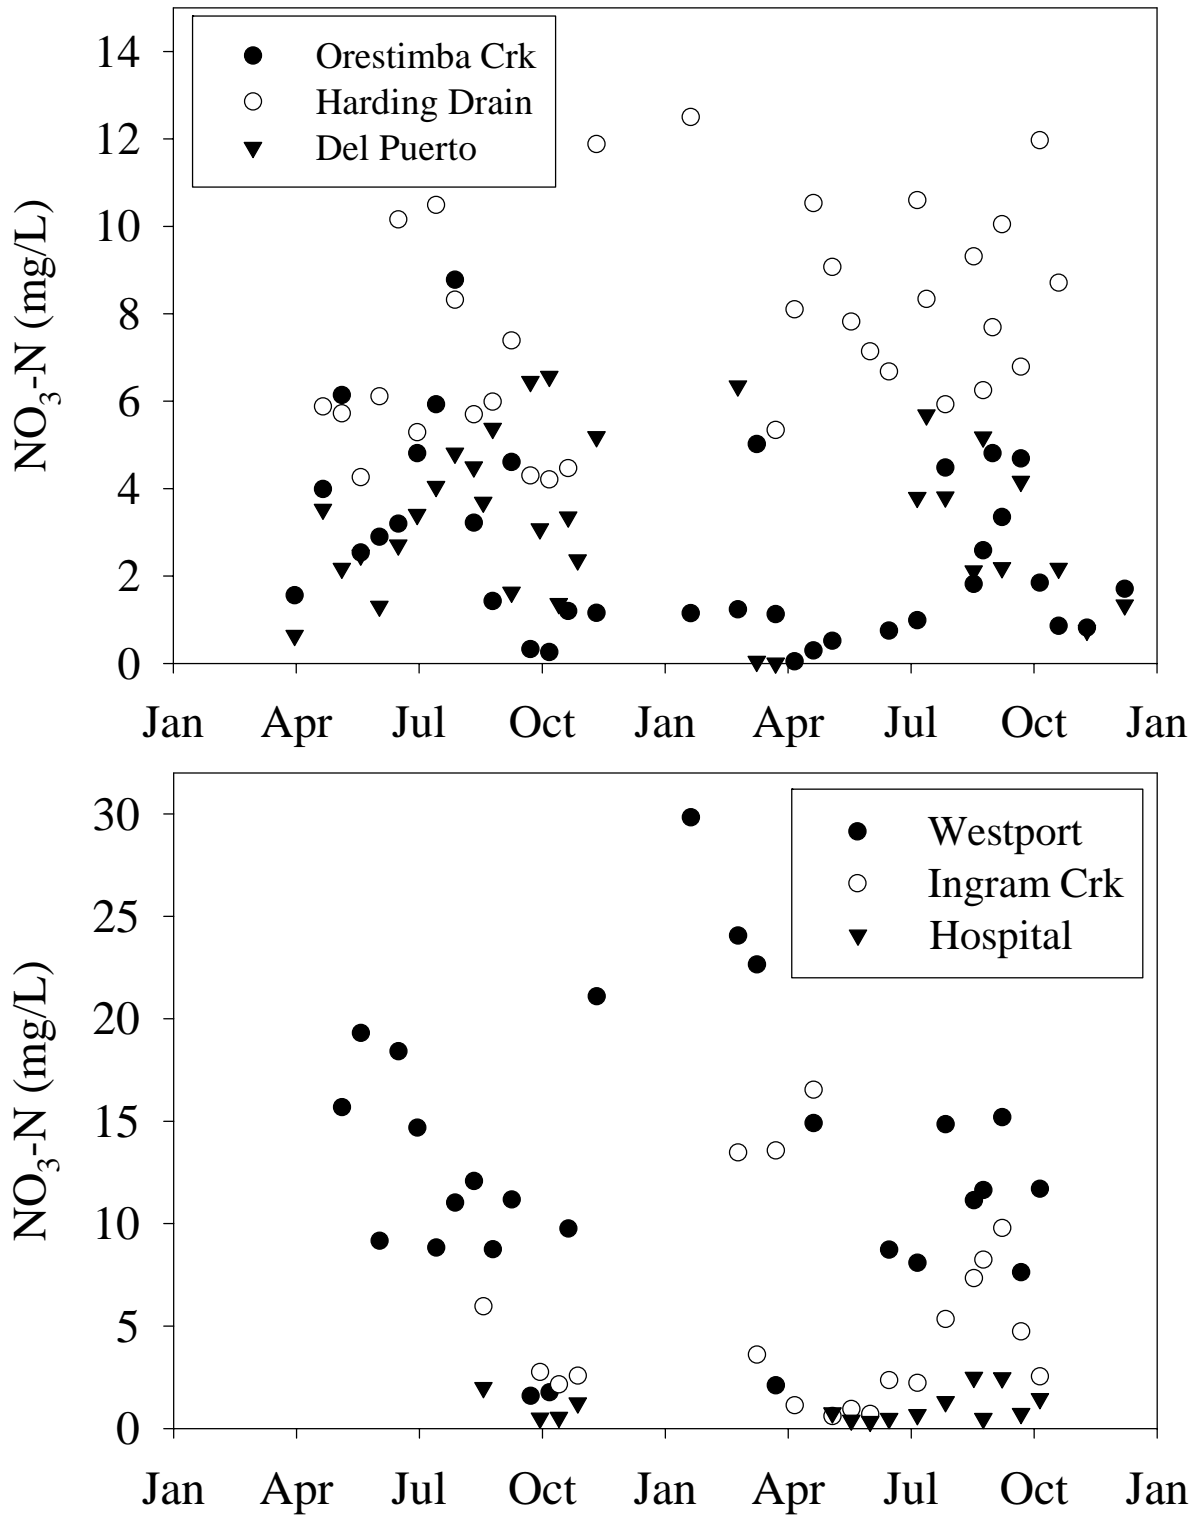 14
12
10
8
6
4
2
0
NO₃-N (mg/L)
Orestimba Crk
Harding Drain
Del Puerto
Jan Apr Jul Oct Jan Apr Jul Oct Jan
30
25
20
15
10
5
0
NO₃-N (mg/L)
Westport
Ingram Crk
Hospital
Jan Apr Jul Oct Jan Apr Jul Oct Jan